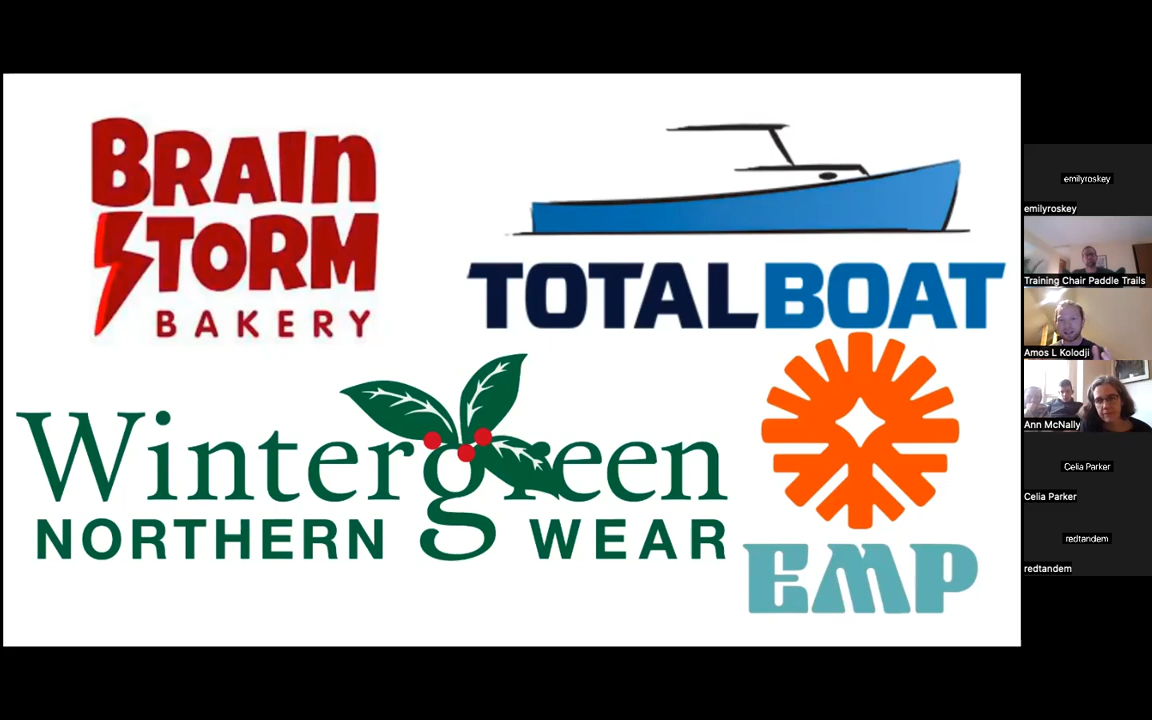 BRAIN
STORM
BAKERY
TOTALBOAT
Wintergreen
NORTHERN WEAR
EMP
emilyroskey
emilyroskey
Training Chair Paddle Trails
Amos L Kolodji
Ann McNally
Celia Parker
Celia Parker
redtandem
redtandem